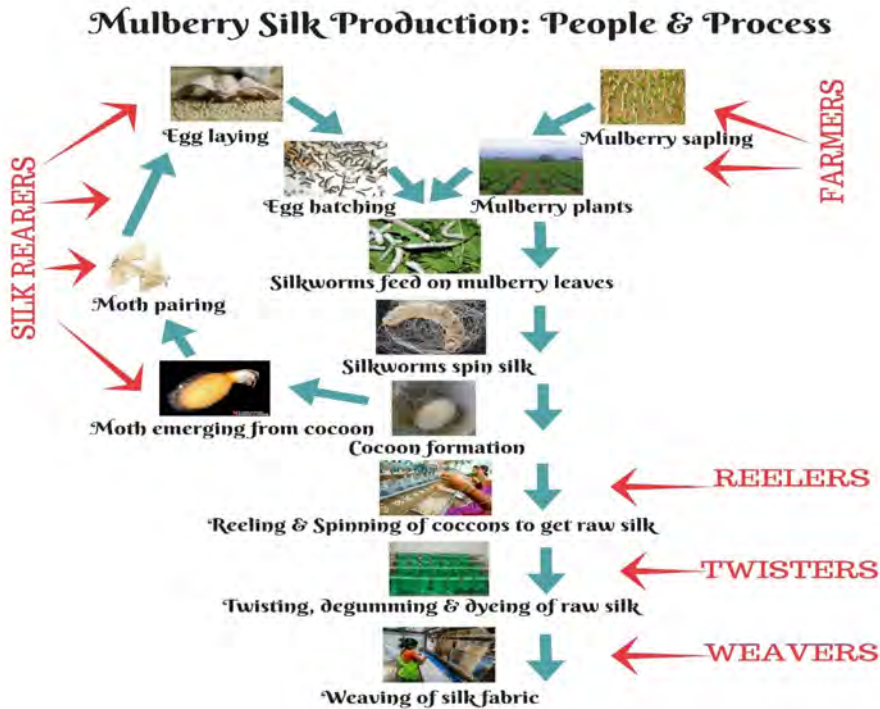 Mulberry Silk Production: People & Process
Egg laying
Mulberry sapling
FARMERS
SILK REARERS
Egg hatching
Mulberry plants
Silkworms feed on mulberry leaves
Moth pairing
Silkworms spin silk
Moth emerging from cocoon
Cocoon formation
REELERS
Reeling & Spinning of coccons to get raw silk
TWISTERS
Twisting, degumming & dyeing of raw silk
WEAVERS
Weaving of silk fabric